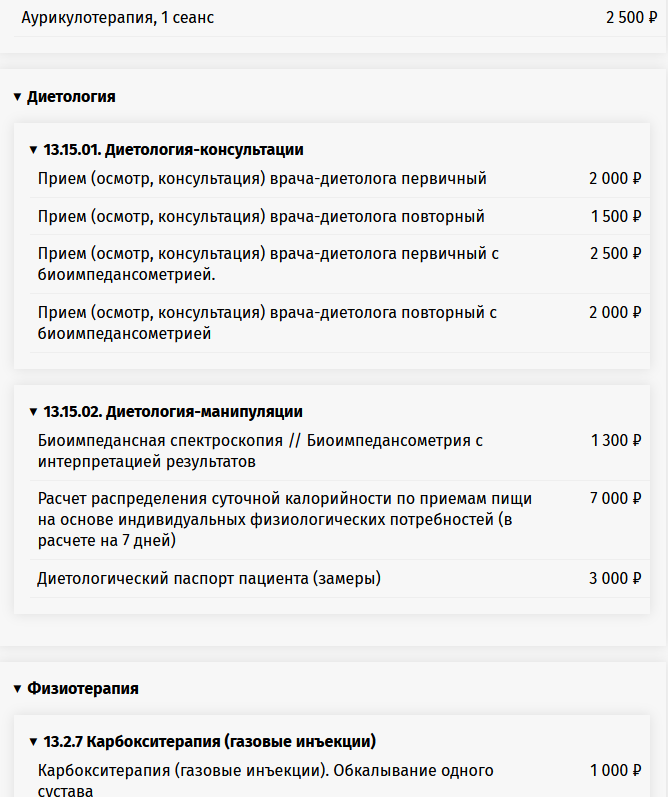 Аурикулотерапия, 1 сеанс 2 500 ₽
▼ Диетология
▼ 13.15.01. Диетология-консультации
Прием (осмотр, консультация) врача-диетолога первичный 2 000 ₽
Прием (осмотр, консультация) врача-диетолога повторный 1 500 ₽
Прием (осмотр, консультация) врача-диетолога первичный с 2 500 ₽
биоимпедансометрией.
Прием (осмотр, консультация) врача-диетолога повторный с 2 000 ₽
биоимпедансометрией
▼ 13.15.02. Диетология-манипуляции
Биоимпедансная спектроскопия // Биоимпедансометрия с 1 300 ₽
интерпретацией результатов
Расчет распределения суточной калорийности по приемам пищи 7 000 ₽
на основе индивидуальных физиологических потребностей (в
расчете на 7 дней)
Диетологический паспорт пациента (замеры) 3 000 ₽
▼ Физиотерапия
▼ 13.2.7 Карбокситерапия (газовые инъекции)
Карбокситерапия (газовые инъекции). Обкалывание одного 1 000 ₽
сустава